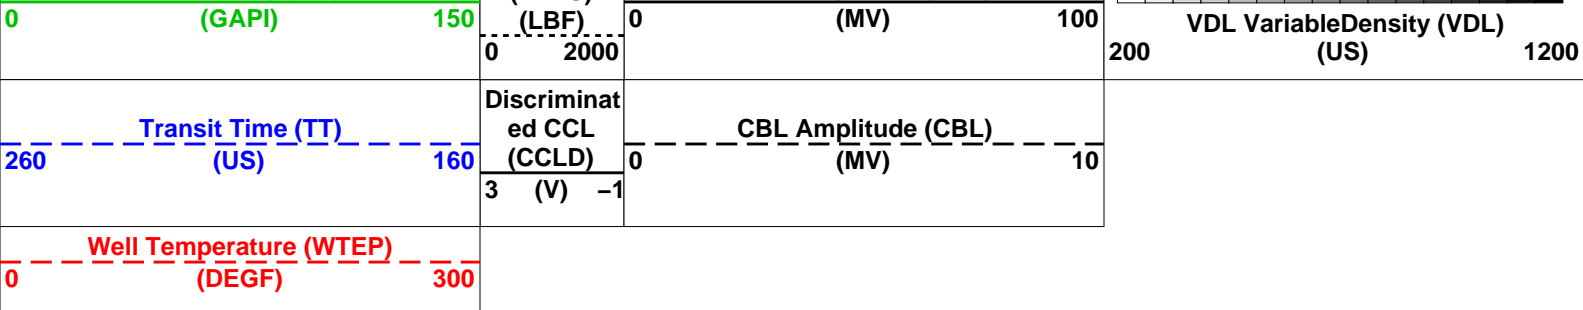 0 (GAPI) 150
(LBF)
0 2000
0 (MV) 100
VDL VariableDensity (VDL)
200 (US) 1200
Transit Time (TT)
260 (US) 160
Discriminat
ed CCL
(CCLD)
3 (V) −1
CBL Amplitude (CBL)
0 (MV) 10
Well Temperature (WTEP)
0 (DEGF) 300